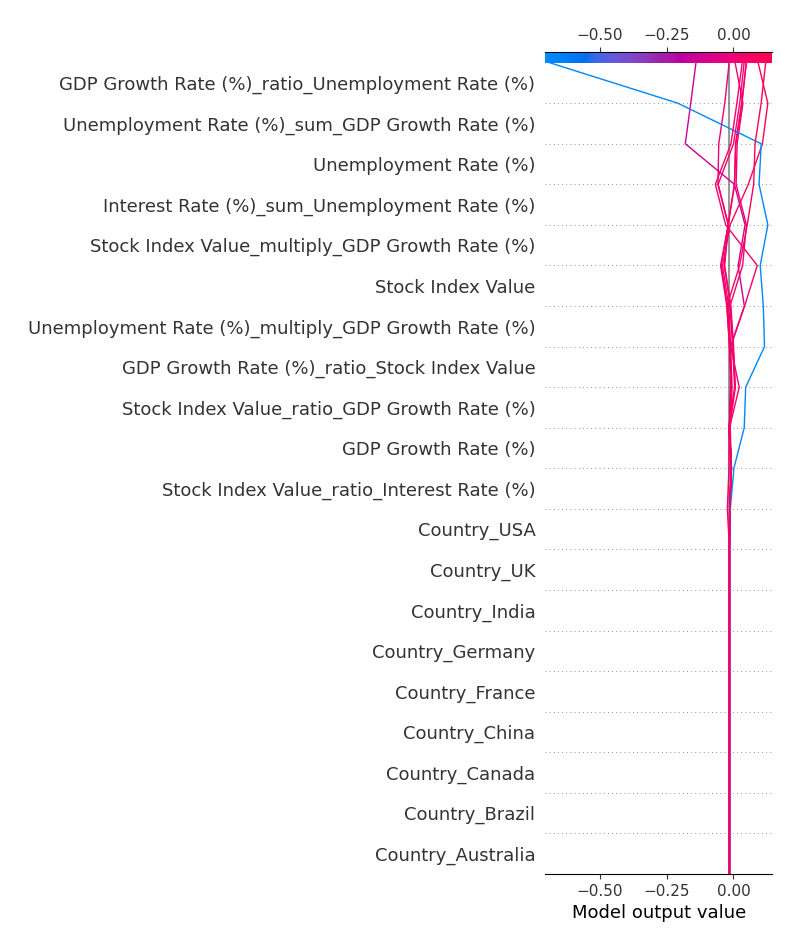 −0.50 −0.25 0.00
GDP Growth Rate (%)_ratio_Unemployment Rate (%)
Unemployment Rate (%)_sum_GDP Growth Rate (%)
Unemployment Rate (%)
Interest Rate (%)_sum_Unemployment Rate (%)
Stock Index Value_multiply_GDP Growth Rate (%)
Stock Index Value
Unemployment Rate (%)_multiply_GDP Growth Rate (%)
GDP Growth Rate (%)_ratio_Stock Index Value
Stock Index Value_ratio_GDP Growth Rate (%)
GDP Growth Rate (%)
Stock Index Value_ratio_Interest Rate (%)
Country_USA
Country_UK
Country_India
Country_Germany
Country_France
Country_China
Country_Canada
Country_Brazil
Country_Australia
−0.50 −0.25 0.00
Model output value